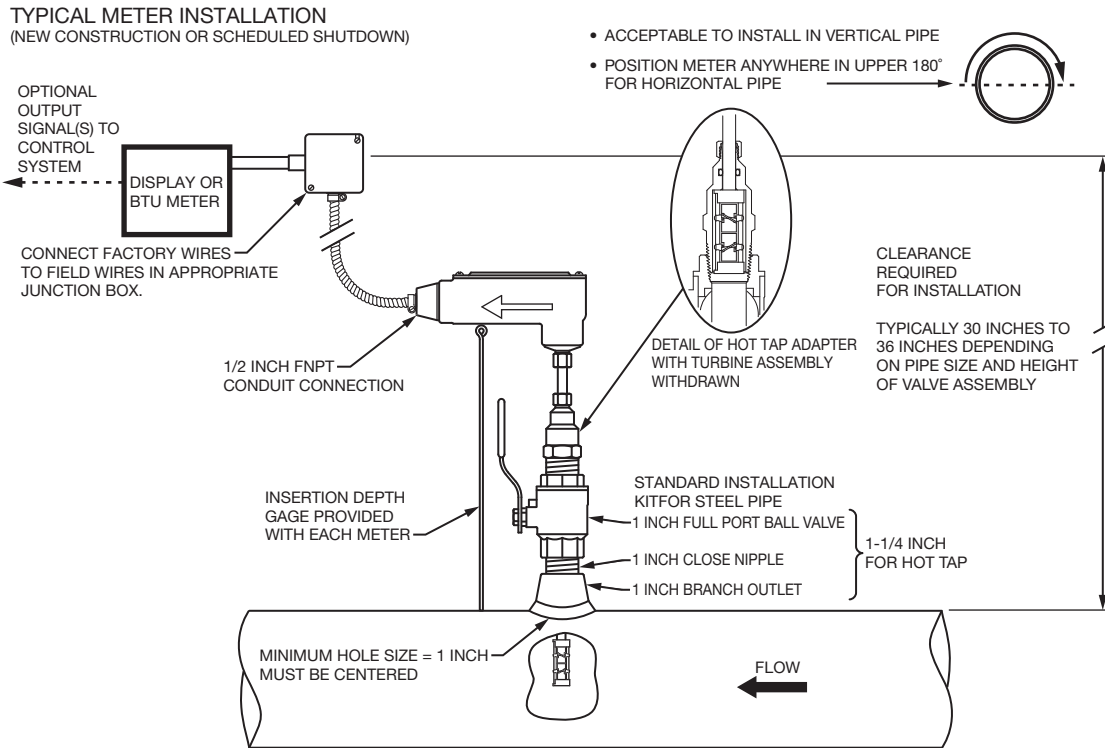 TYPICAL METER INSTALLATION
(NEW CONSTRUCTION OR SCHEDULED SHUTDOWN)
• ACCEPTABLE TO INSTALL IN VERTICAL PIPE
• POSITION METER ANYWHERE IN UPPER 180°
FOR HORIZONTAL PIPE
OPTIONAL
OUTPUT
SIGNAL(S) TO
CONTROL
SYSTEM
DISPLAY OR
BTU METER
CONNECT FACTORY WIRES
TO FIELD WIRES IN APPROPRIATE
JUNCTION BOX.
1/2 INCH FNPT
CONDUIT CONNECTION
DETAIL OF HOT TAP ADAPTER
WITH TURBINE ASSEMBLY
WITHDRAWN
CLEARANCE
REQUIRED
FOR INSTALLATION
TYPICALLY 30 INCHES TO
36 INCHES DEPENDING
ON PIPE SIZE AND HEIGHT
OF VALVE ASSEMBLY
INSERTION DEPTH
GAGE PROVIDED
WITH EACH METER
STANDARD INSTALLATION
KITFOR STEEL PIPE
1 INCH FULL PORT BALL VALVE
1 INCH CLOSE NIPPLE
1 INCH BRANCH OUTLET
1-1/4 INCH
FOR HOT TAP
MINIMUM HOLE SIZE = 1 INCH
MUST BE CENTERED
FLOW